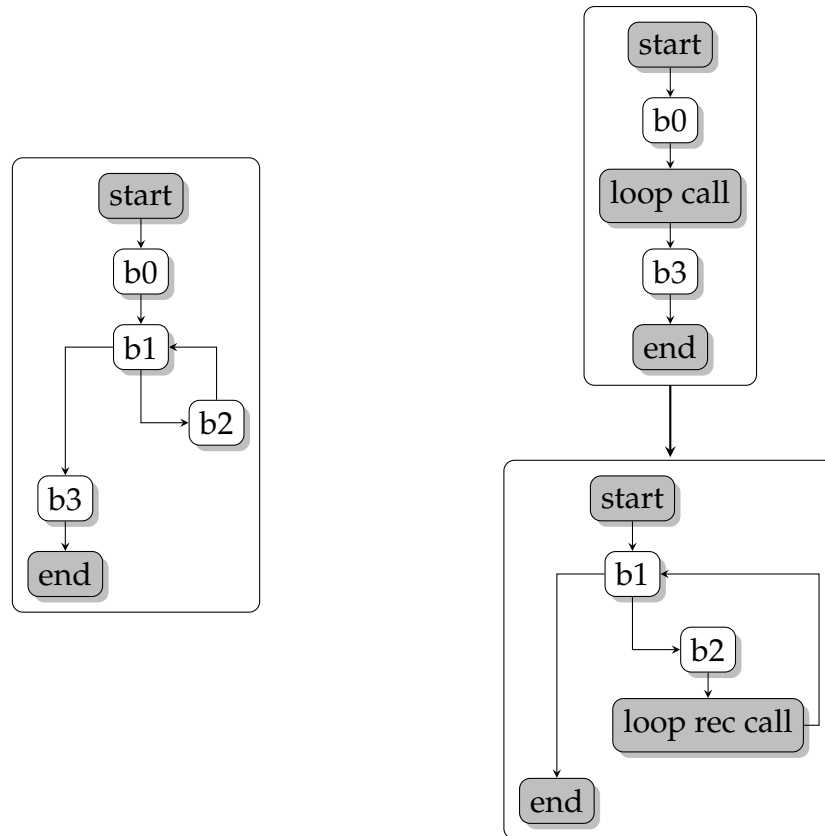 start
b0
b1
b2
b3
end
start
b0
loop call
b3
end
start
b1
b2
loop rec call
end